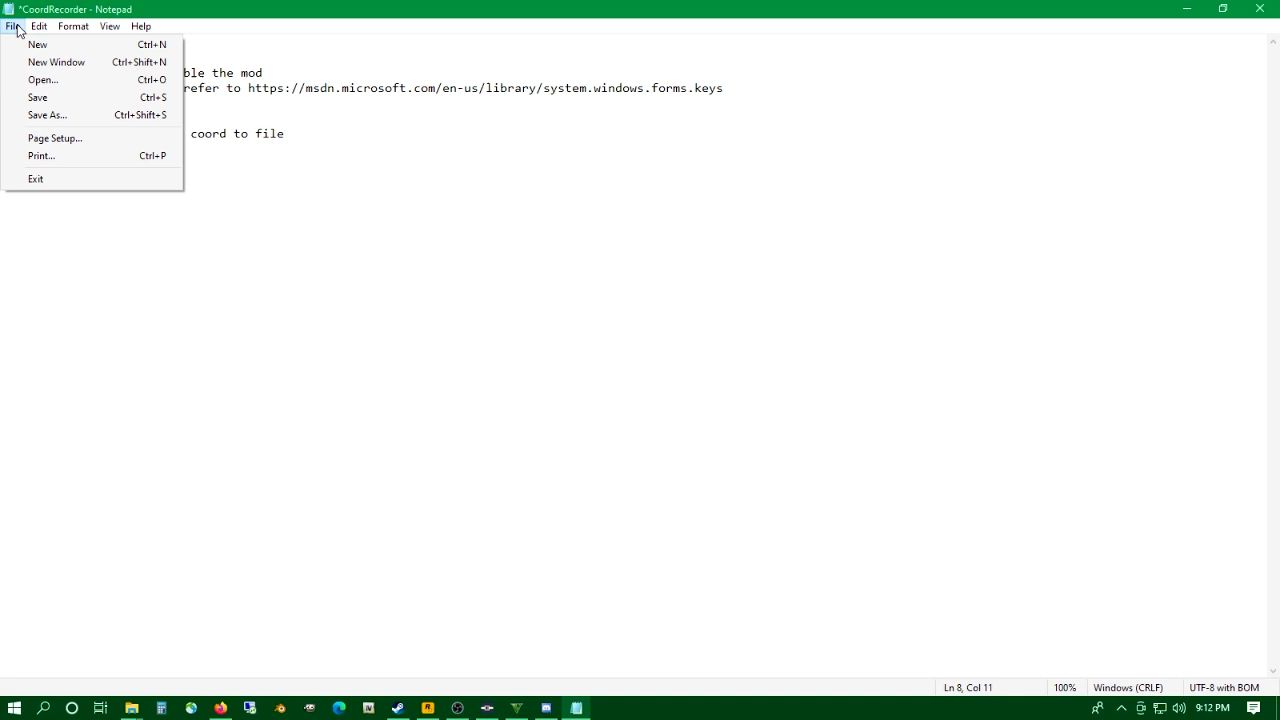 *CoordRecorder - Notepad
File Edit Format View Help
New Ctrl+N
New Window Ctrl+Shift+N
ble the mod
Open... Ctrl+O
refer to https://msdn.microsoft.com/en-us/library/system.windows.forms.keys
Save Ctrl+S
Save As... Ctrl+Shift+S
coord to file
Page Setup...
Print... Ctrl+P
Exit
Ln 8, Col 11 100% Windows (CRLF) UTF-8 with BOM
9:12 PM